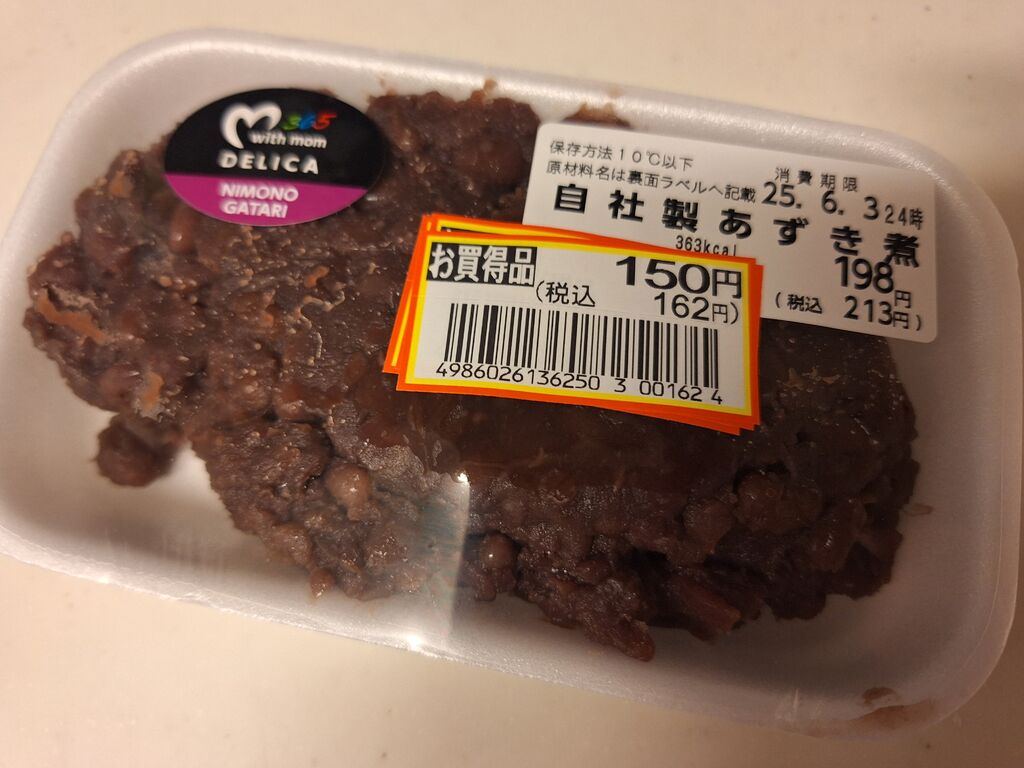 365
with mom
DELICA
NIMONO
GATARI
保存方法10℃以下
原材料名は裏面ラベルへ記載
消費期限
25. 6. 3 24時
自社製あずき煮
363kcal
198円
(税込 213円)
お買得品
150円
(税込 162円)
4986026136250 3 00162 4